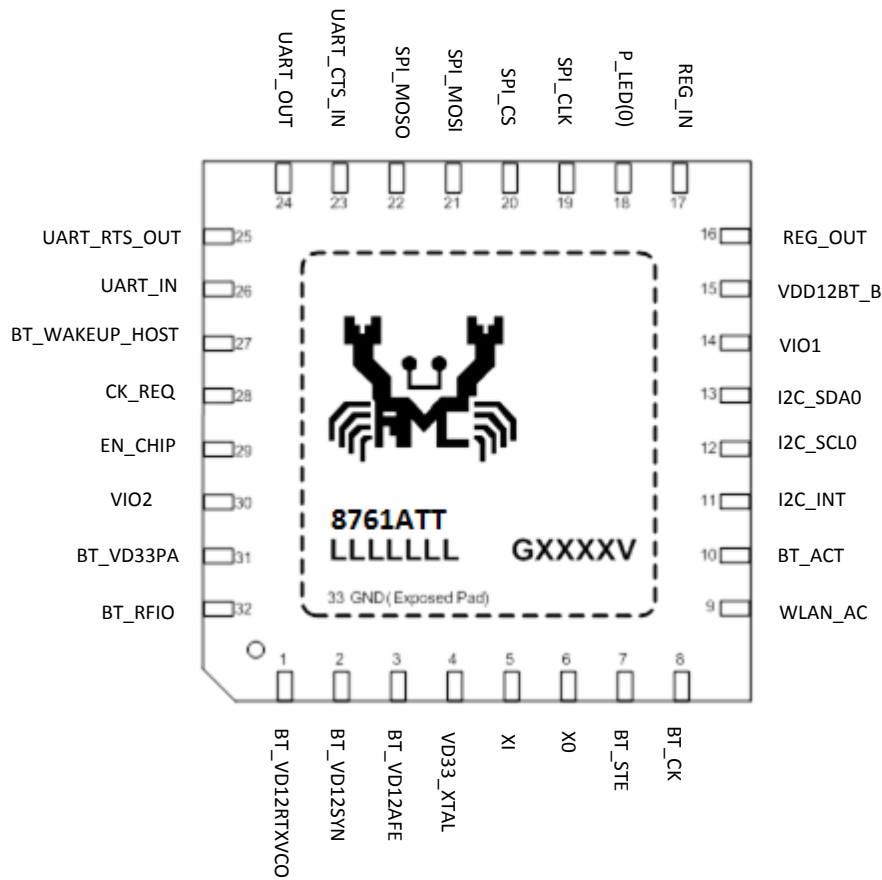 UART_OUT
UART_CTS_IN
SPI_MOSO
SPI_MOSI
SPI_CS
SPI_CLK
P_LED(0)
REG_IN
24
23
22
21
20
19
18
17
UART_RTS_OUT
25
16
REG_OUT
UART_IN
26
15
VDD12BT_B
BT_WAKEUP_HOST
27
14
VIO1
CK_REQ
28
13
I2C_SDA0
EN_CHIP
29
12
I2C_SCL0
VIO2
30
11
I2C_INT
8761ATT
BT_VD33PA
31
LLLLLLL
GXXXXV
10
BT_ACT
BT_RFIO
32
33 GND(Exposed Pad)
9
WLAN_AC
1
2
3
4
5
6
7
8
BT_VD12RTXVCO
BT_VD12SYN
BT_VD12AFE
VD33_XTAL
XI
X0
BT_STE
BT_CK